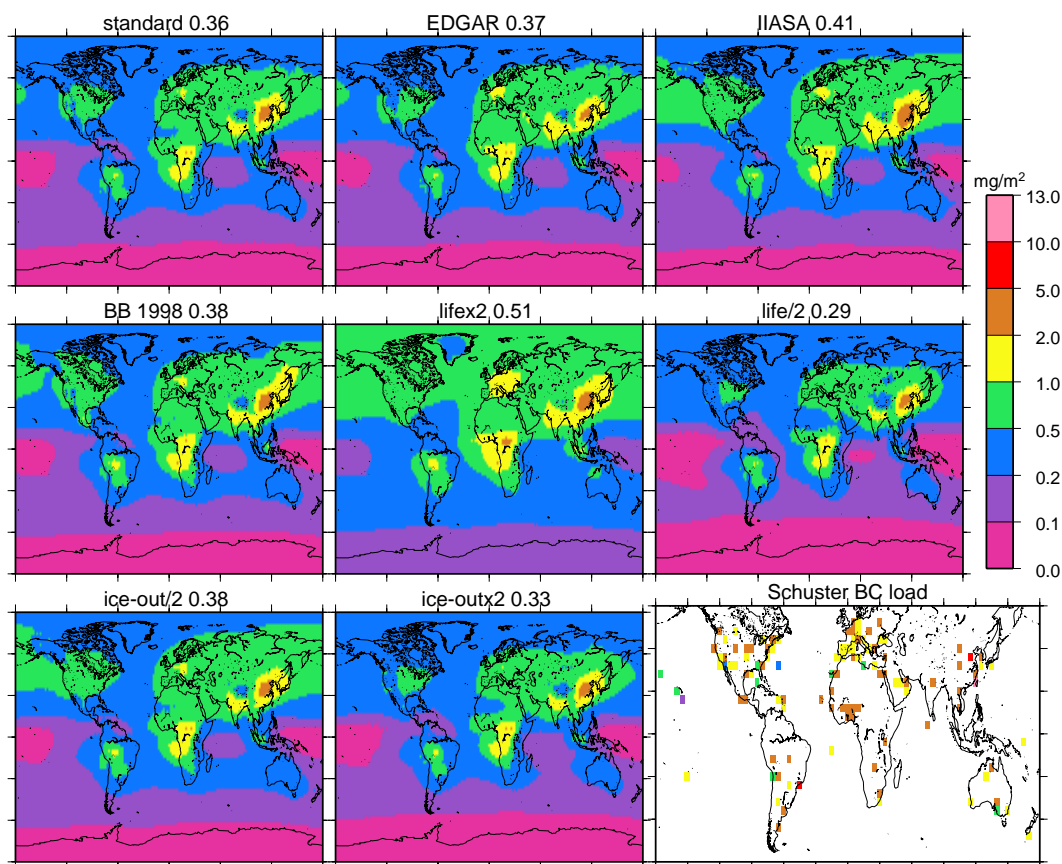 standard 0.36
EDGAR 0.37
IIASA 0.41
BB 1998 0.38
lifex2 0.51
life/2 0.29
ice-out/2 0.38
ice-outx2 0.33
Schuster BC load
mg/m²
13.0
10.0
5.0
2.0
1.0
0.5
0.2
0.1
0.0